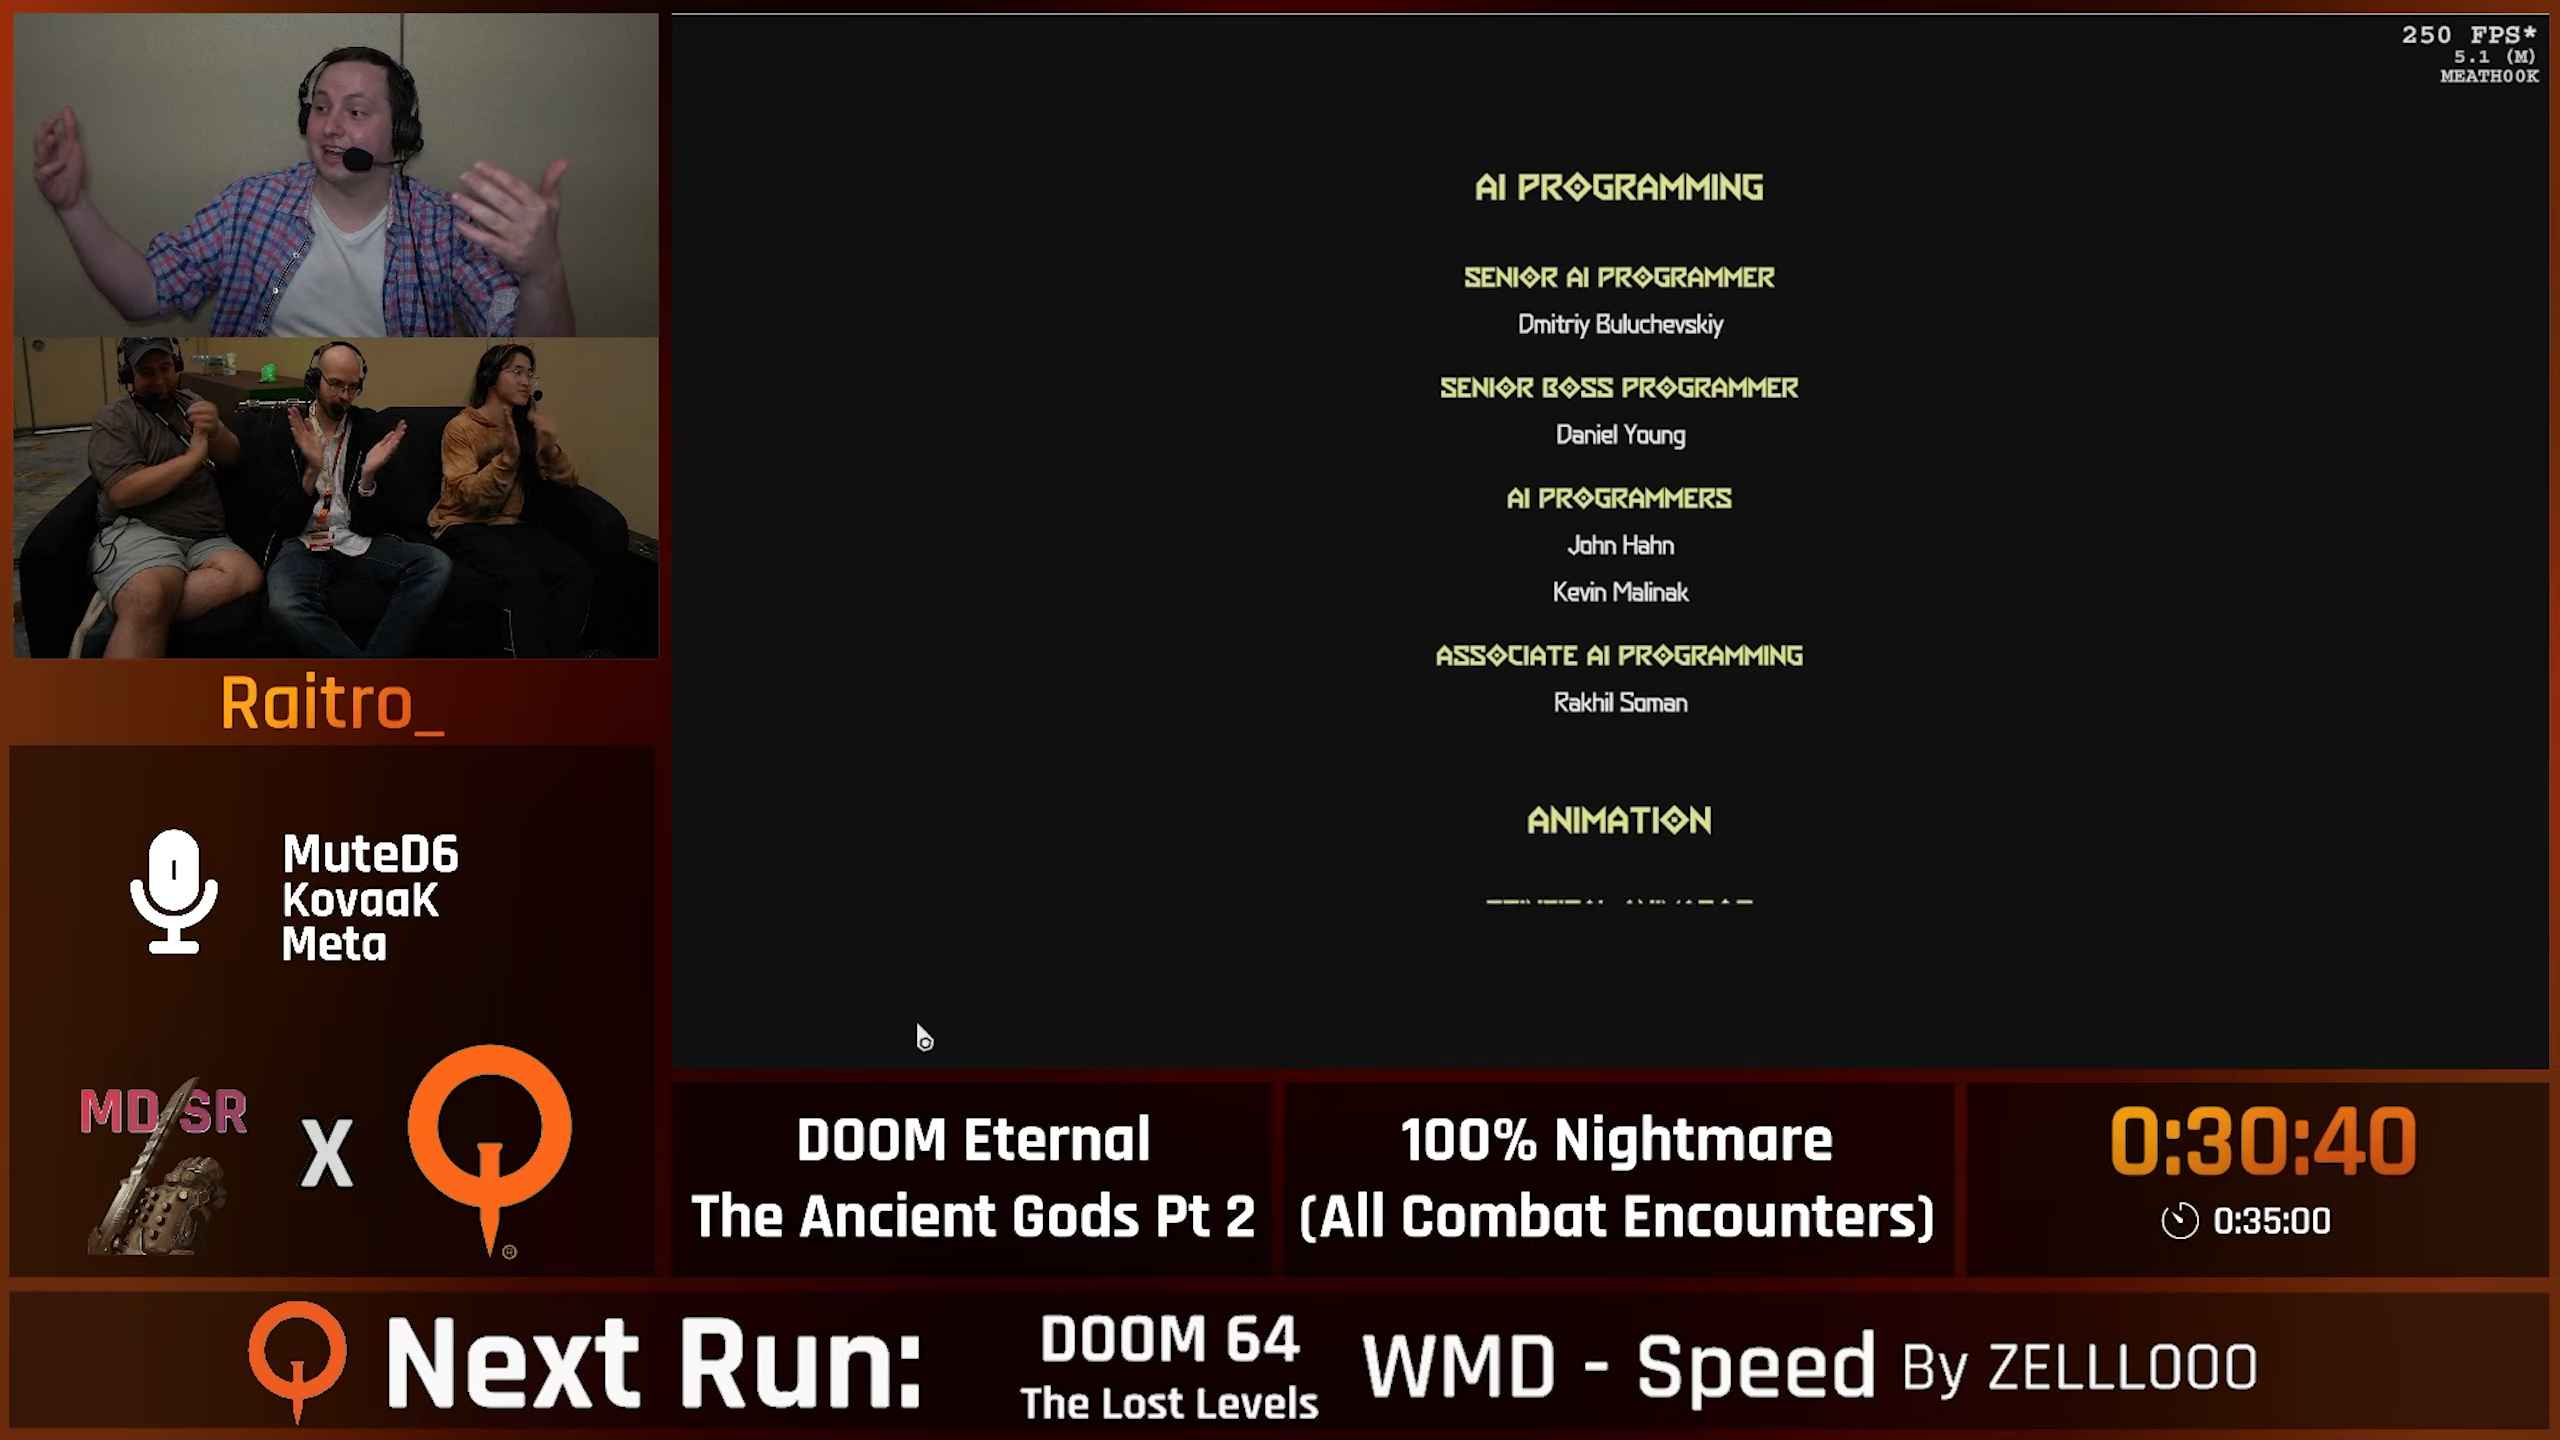 250 FPS*
5.1 (M)
MEATH00K
AI PROGRAMMING
SENIOR AI PROGRAMMER
Dmitriy Buluchevskiy
SENIOR BOSS PROGRAMMER
Daniel Young
AI PROGRAMMERS
John Hahn
Kevin Malinak
ASSOCIATE AI PROGRAMMING
Rakhil Soman
ANIMATION
Raitro_
MuteD6
KovaaK
Meta
MD SR
X
®
DOOM Eternal
The Ancient Gods Pt 2
100% Nightmare
(All Combat Encounters)
0:30:40
0:35:00
Next Run:
DOOM 64
The Lost Levels
WMD - Speed By ZELLLOOO